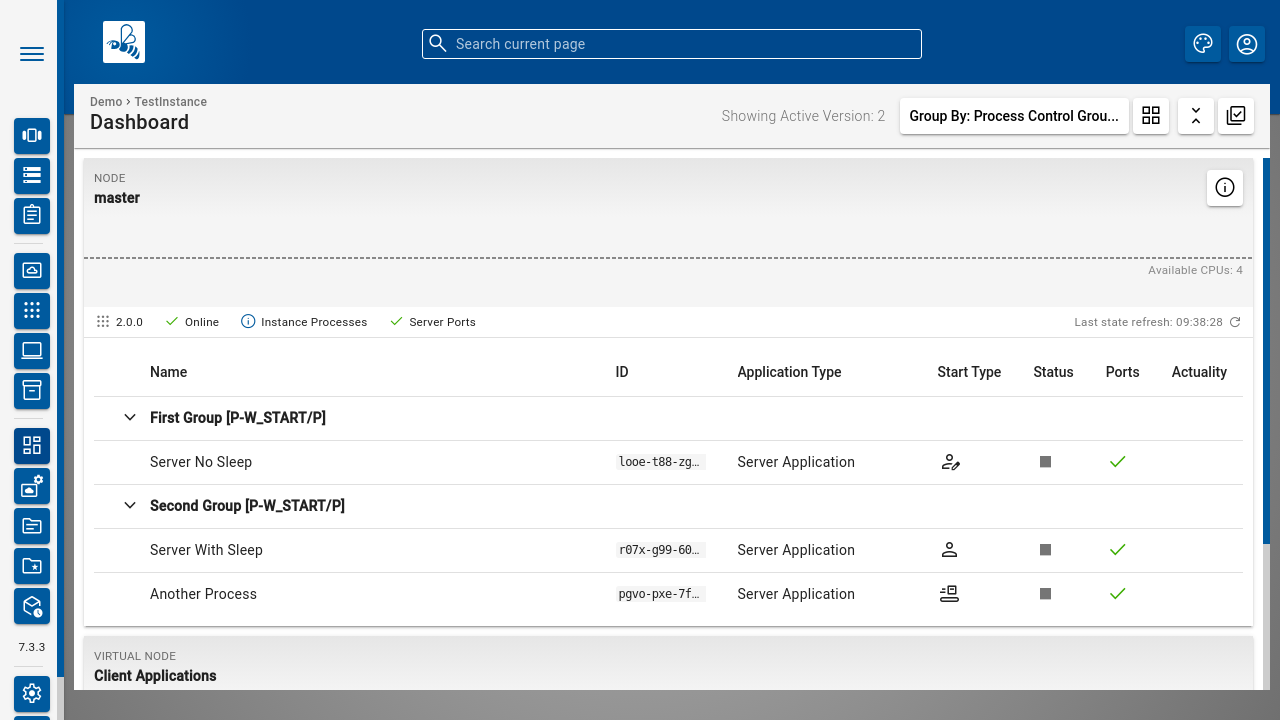 Search current page
Demo › TestInstance
Dashboard
Showing Active Version: 2
Group By: Process Control Grou...
NODE
master
Available CPUs: 4
2.0.0
Online
Instance Processes
Server Ports
Last state refresh: 09:38:28
Name ID Application Type Start Type Status Ports Actuality
First Group [P-W_START/P]
Server No Sleep looe-t88-zg… Server Application
Second Group [P-W_START/P]
Server With Sleep r07x-g99-60… Server Application
Another Process pgvo-pxe-7f… Server Application
VIRTUAL NODE
Client Applications
7.3.3